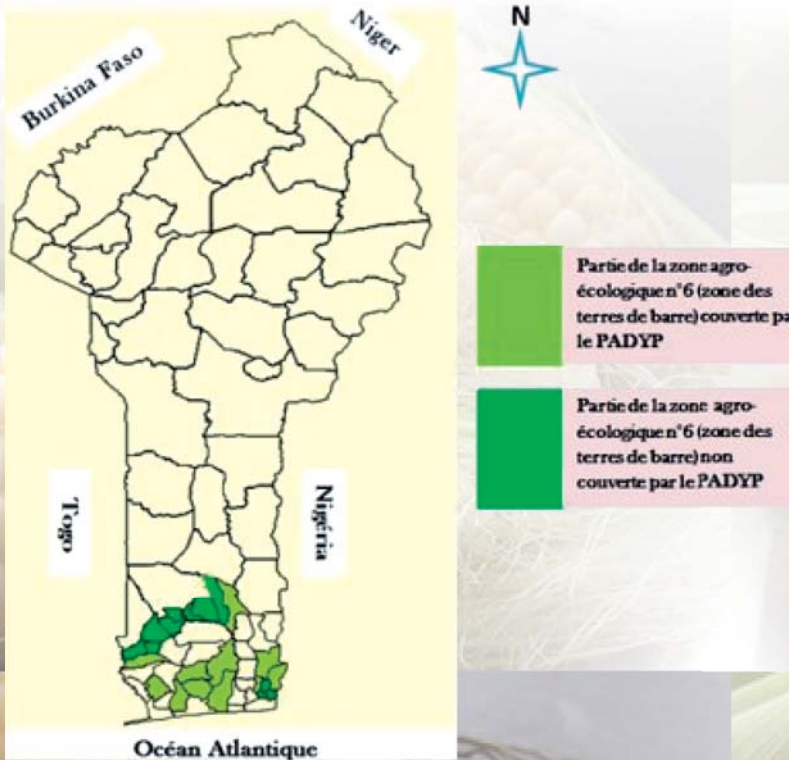 N
Niger
Burkina Faso
Togo
Nigéria
Océan Atlantique
Partie de la zone agro-
écologique n°6 (zone des
terres de barre) couverte pa
le PADYP
Partie de la zone agro-
écologique n°6 (zone des
terres de barre) non
couverte par le PADYP